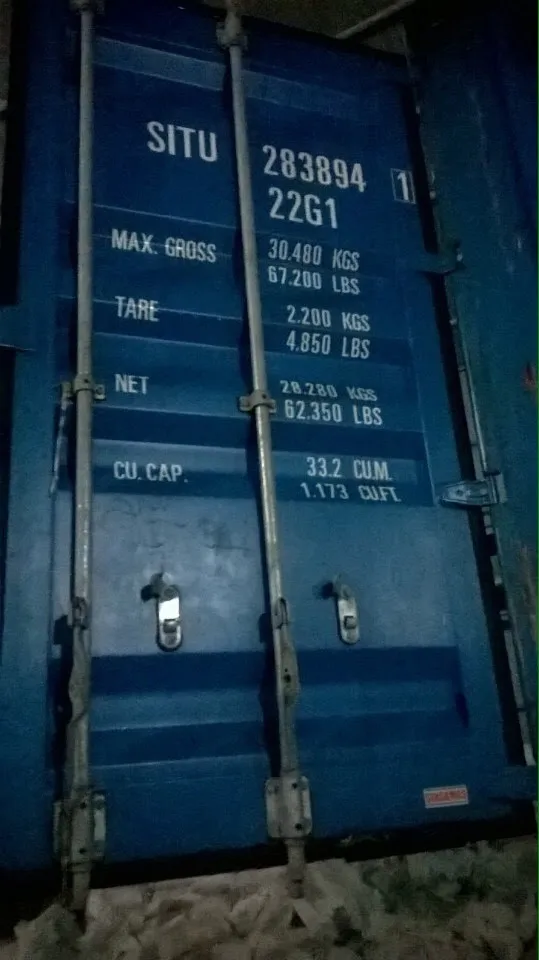 SITU 283894 1
22G1
MAX. GROSS 30.480 KGS
67.200 LBS
TARE 2.200 KGS
4.850 LBS
NET 28.280 KGS
62.350 LBS
CU. CAP. 33.2 CU.M.
1.173 CU.FT.